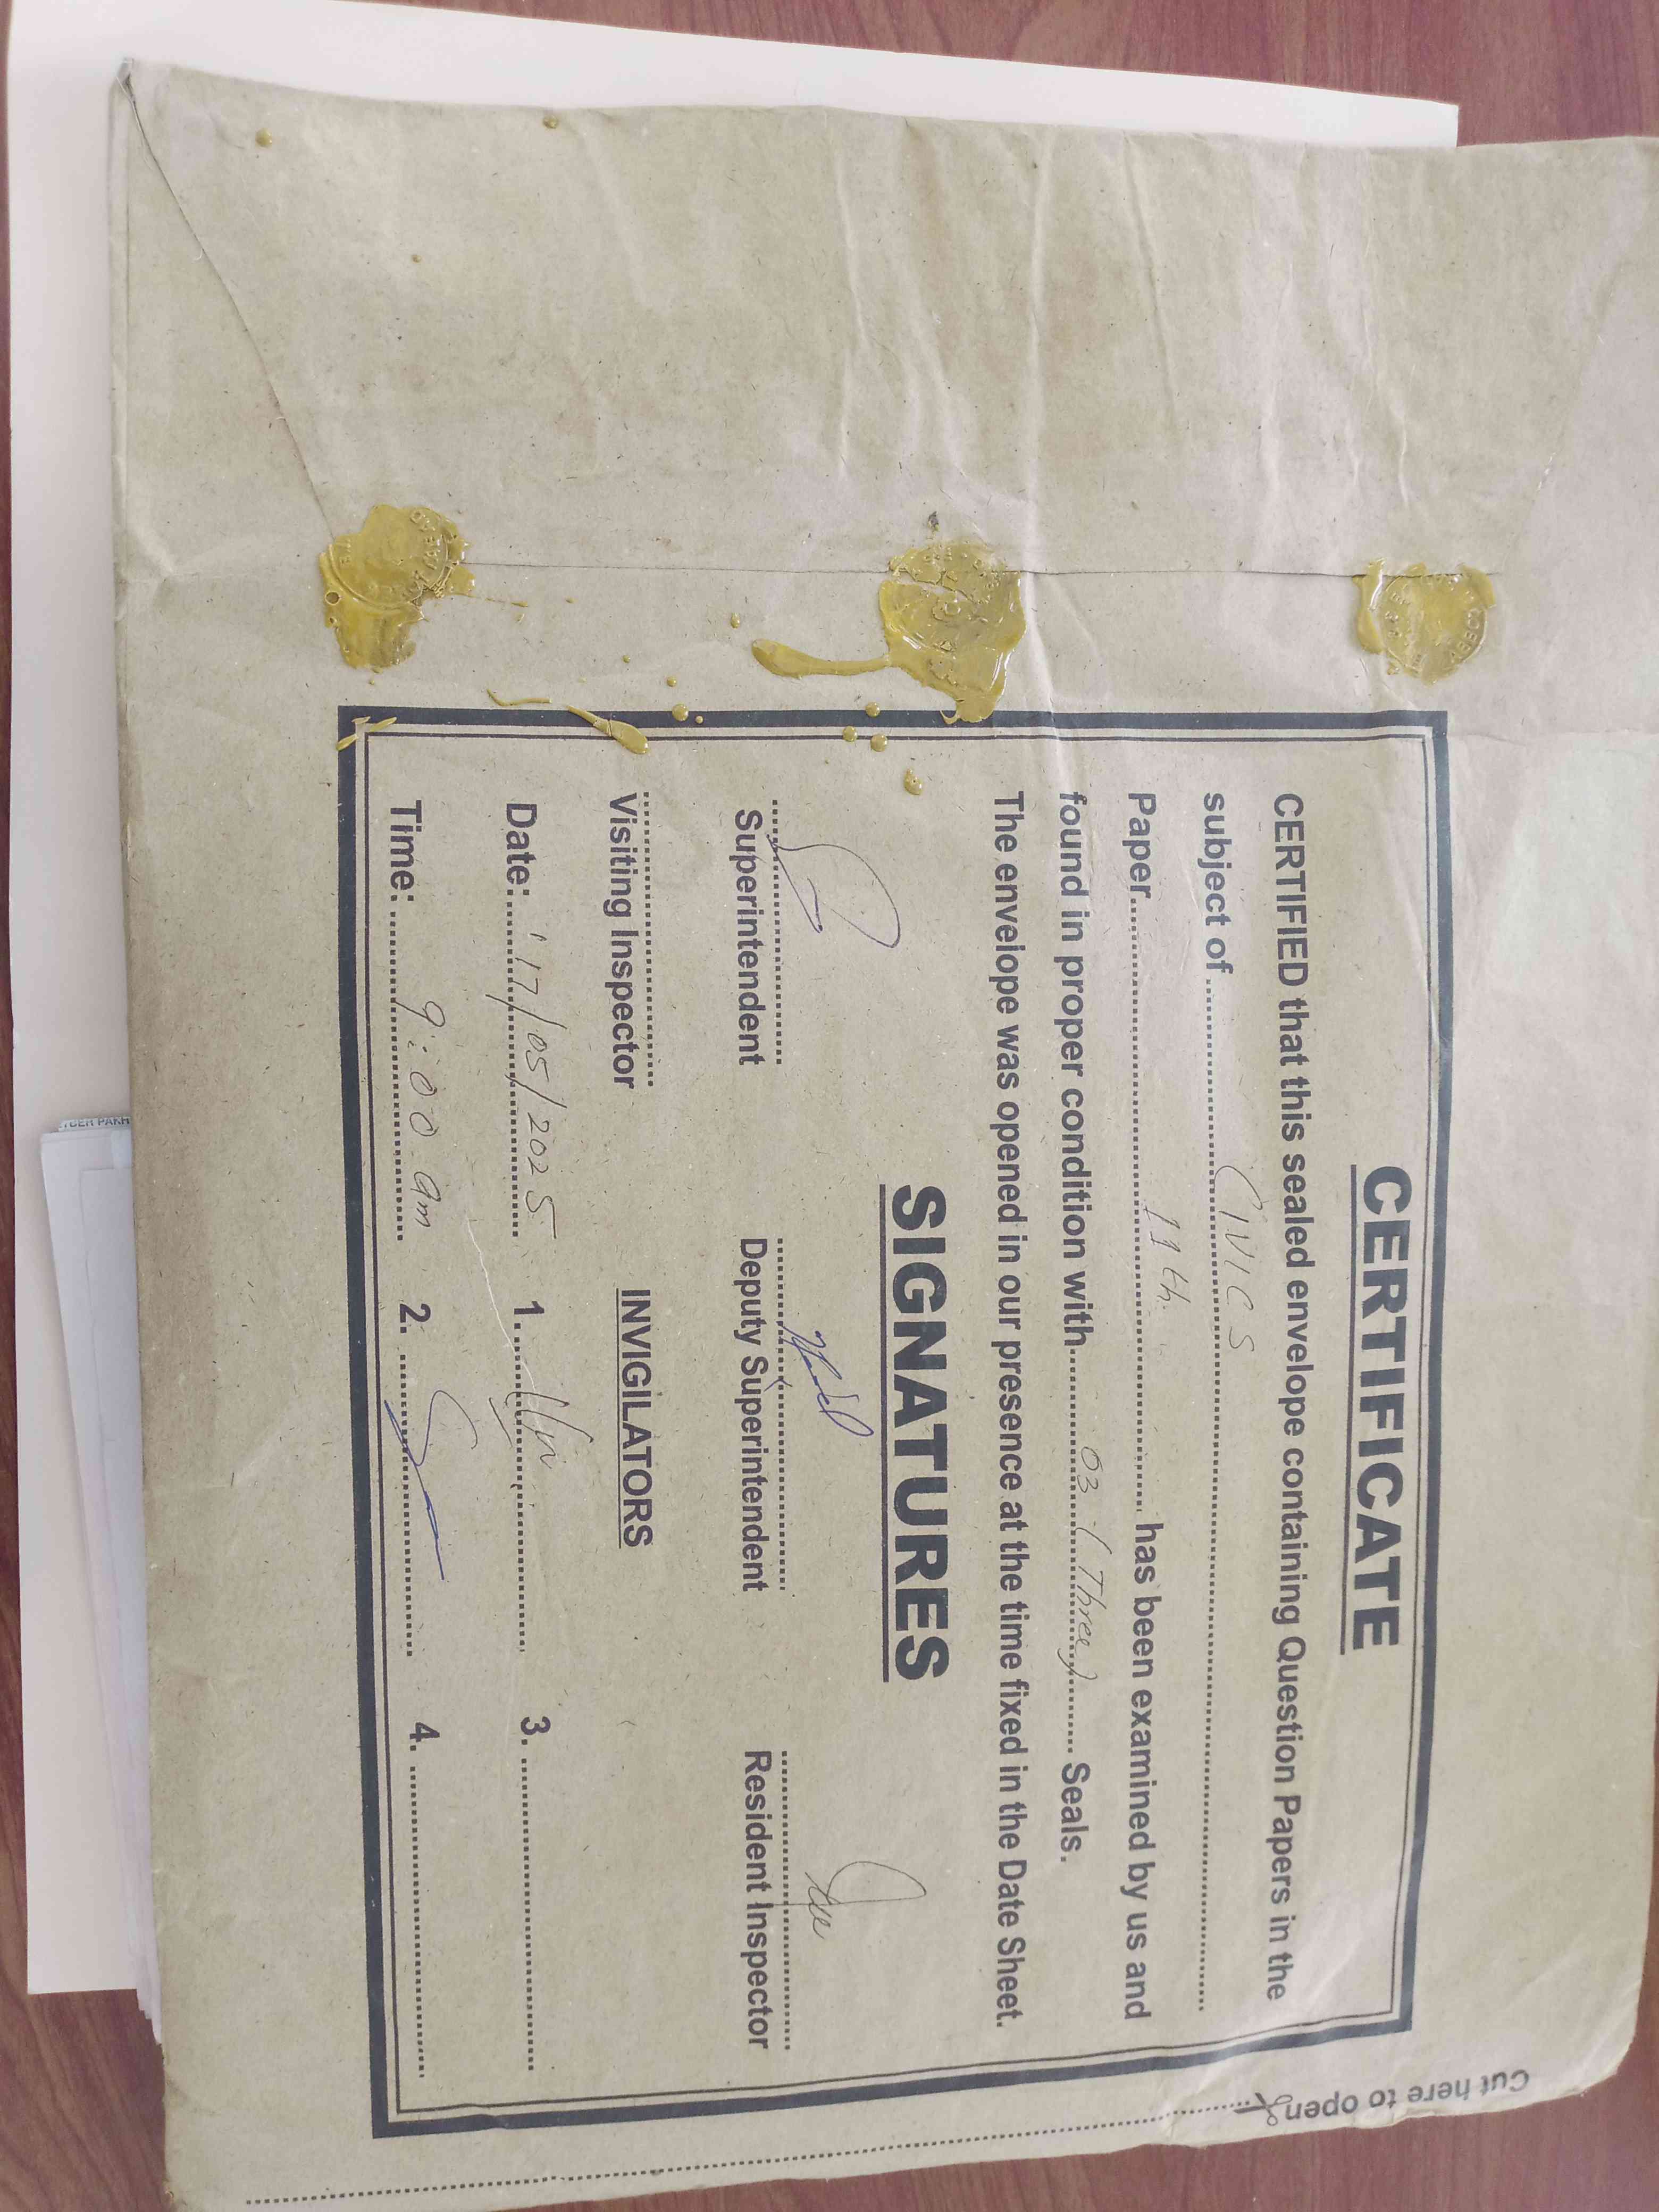 CERTIFICATE
CERTIFIED that this sealed envelope containing Question Papers in the
subject of CIVICS
Paper 11th has been examined by us and
found in proper condition with 03 (Three) Seals.
The envelope was opened in our presence at the time fixed in the Date Sheet.
SIGNATURES
Superintendent Deputy Superintendent Resident Inspector
Visiting Inspector INVIGILATORS
Date: 17/05/2025 1. 3.
Time: 9:00 am 2. 4.
Cut here to open